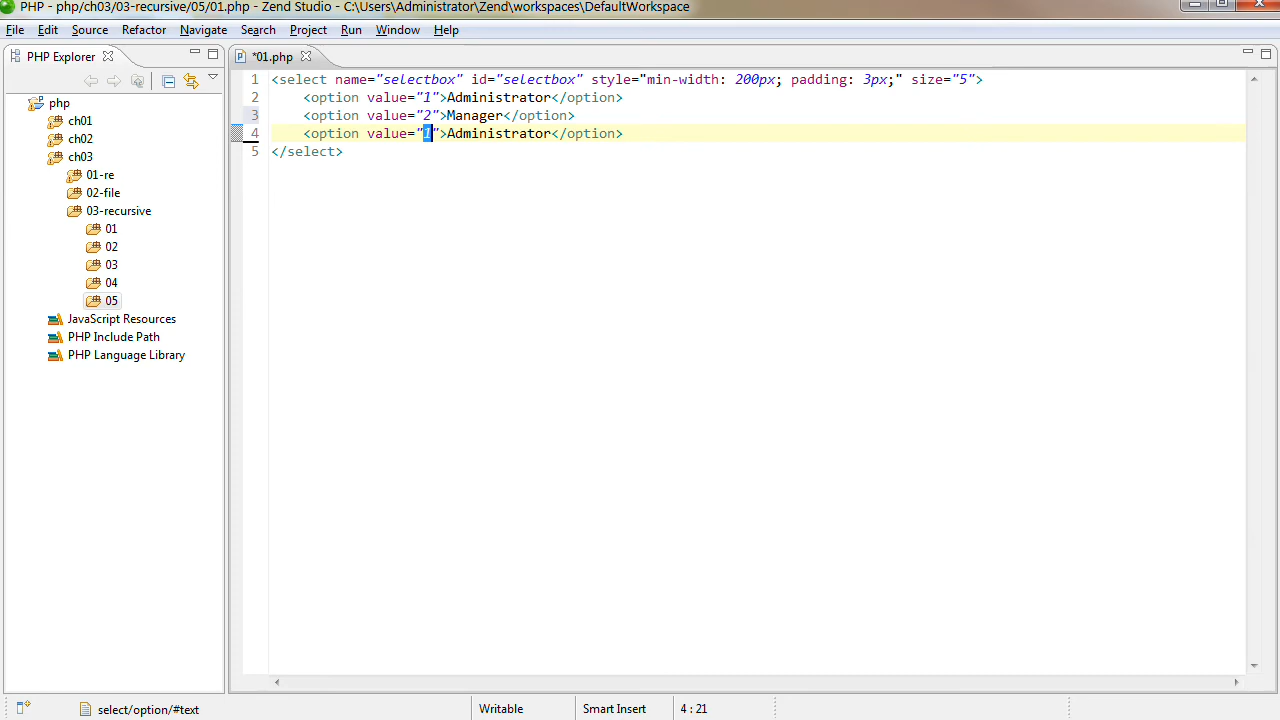 PHP - php/ch03/03-recursive/05/01.php - Zend Studio - C:\Users\Administrator\Zend\workspaces\DefaultWorkspace
File Edit Source Refactor Navigate Search Project Run Window Help
PHP Explorer
*01.php
php
ch01
ch02
ch03
01-re
02-file
03-recursive
01
02
03
04
05
JavaScript Resources
PHP Include Path
PHP Language Library
1 <select name="selectbox" id="selectbox" style="min-width: 200px; padding: 3px;" size="5">
2 <option value="1">Administrator</option>
3 <option value="2">Manager</option>
4 <option value="1">Administrator</option>
5 </select>
select/option/#text
Writable
Smart Insert
4 : 21